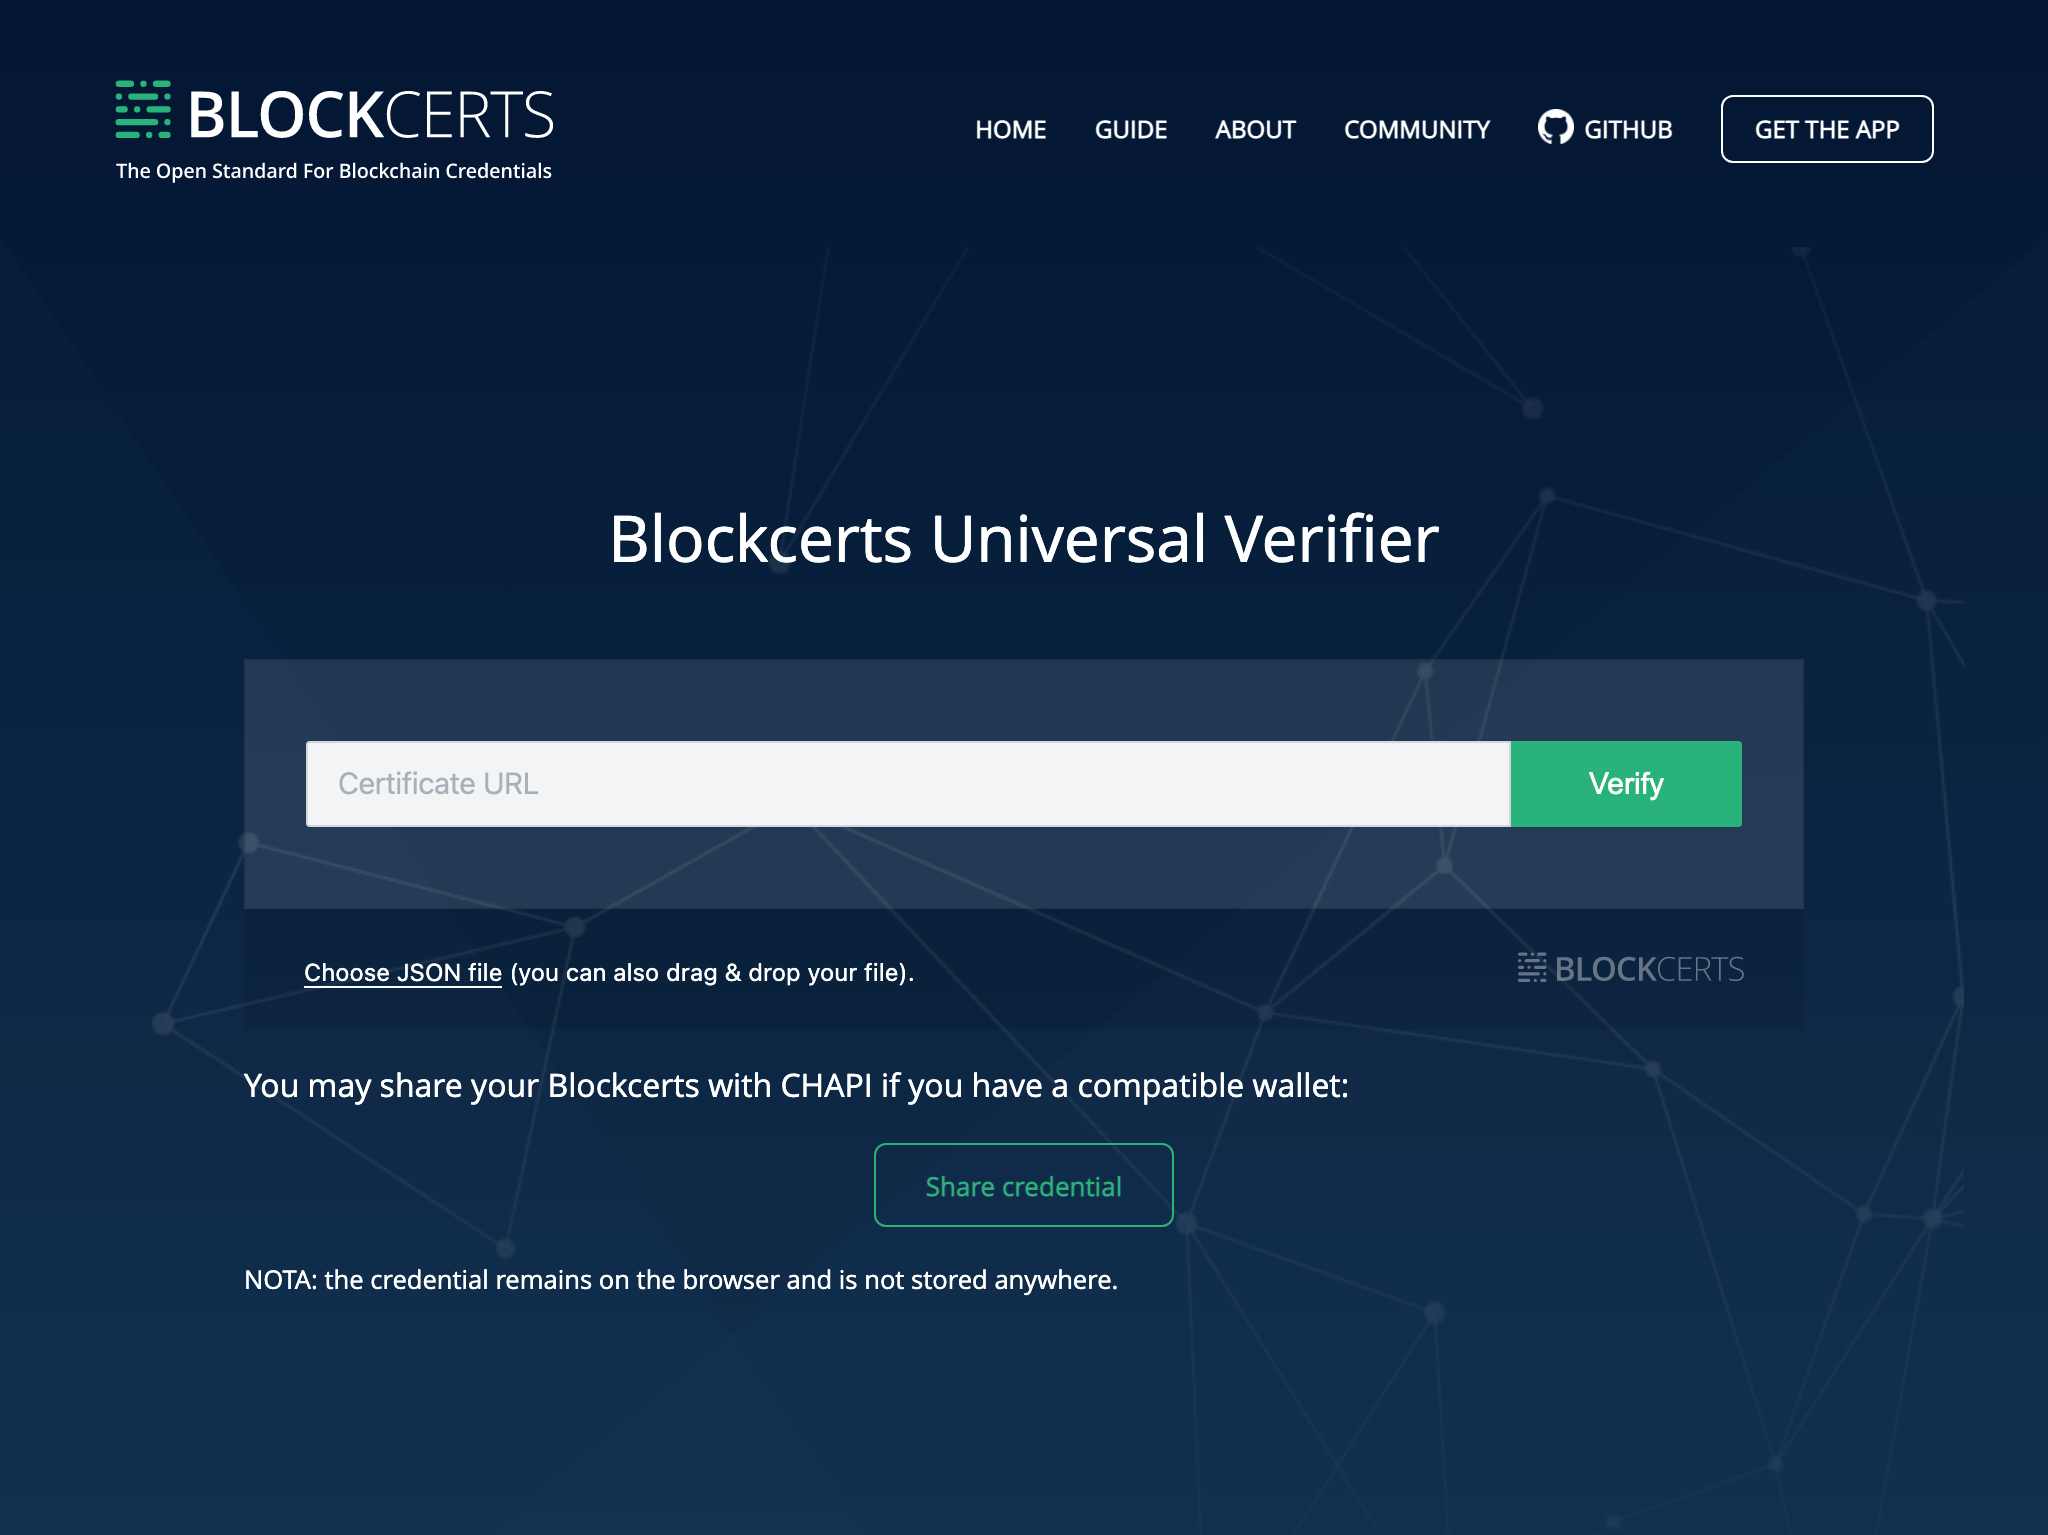 BLOCKCERTS
The Open Standard For Blockchain Credentials
HOME GUIDE ABOUT COMMUNITY GITHUB GET THE APP
Blockcerts Universal Verifier
Certificate URL Verify
Choose JSON file (you can also drag & drop your file). BLOCKCERTS
You may share your Blockcerts with CHAPI if you have a compatible wallet:
Share credential
NOTA: the credential remains on the browser and is not stored anywhere.